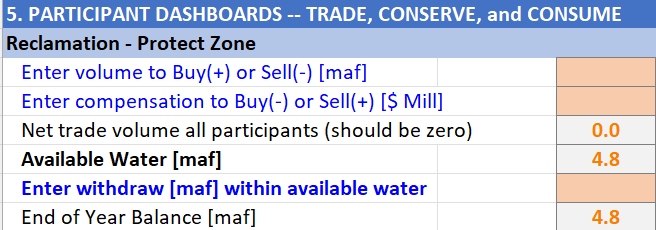 5. PARTICIPANT DASHBOARDS -- TRADE, CONSERVE, and CONSUME
Reclamation - Protect Zone
Enter volume to Buy(+) or Sell(-) [maf]
Enter compensation to Buy(-) or Sell(+) [$ Mill]
Net trade volume all participants (should be zero) 0.0
Available Water [maf] 4.8
Enter withdraw [maf] within available water
End of Year Balance [maf] 4.8